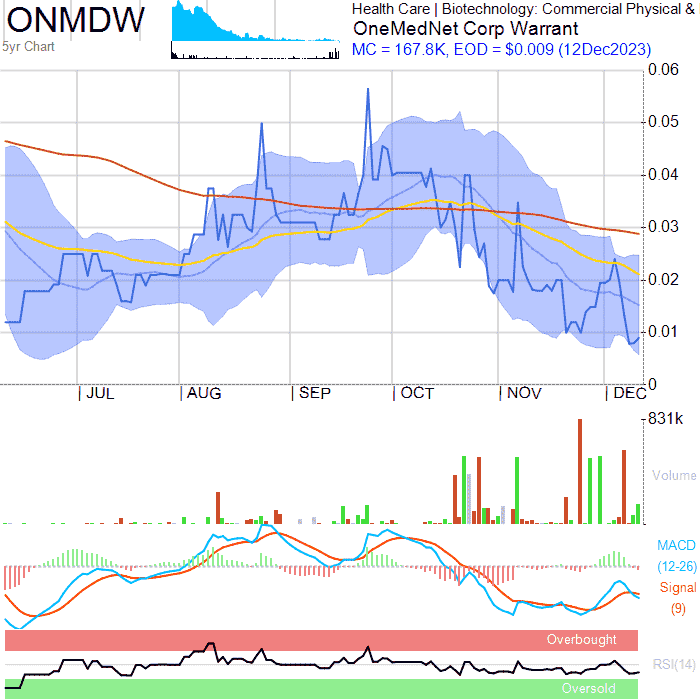 ONMDW
Health Care | Biotechnology: Commercial Physical &
OneMedNet Corp Warrant
5yr Chart
MC = 167.8K, EOD = $0.009 (12Dec2023)
0.06
0.05
0.04
0.03
0.02
0.01
0
| JUL | AUG | SEP | OCT | NOV | DEC
831k
Volume
MACD
(12-26)
Signal
(9)
Overbought
RSI(14)
Oversold